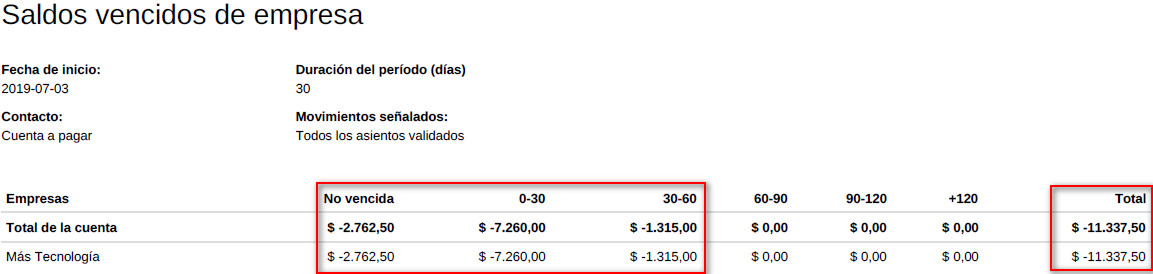 Saldos vencidos de empresa
Fecha de inicio: Duración del período (días)
2019-07-03 30
Contacto: Movimientos señalados:
Cuenta a pagar Todos los asientos validados
Empresas No vencida 0-30 30-60 60-90 90-120 +120 Total
Total de la cuenta $ -2.762,50 $ -7.260,00 $ -1.315,00 $ 0,00 $ 0,00 $ 0,00 $ -11.337,50
Más Tecnología $ -2.762,50 $ -7.260,00 $ -1.315,00 $ 0,00 $ 0,00 $ 0,00 $ -11.337,50